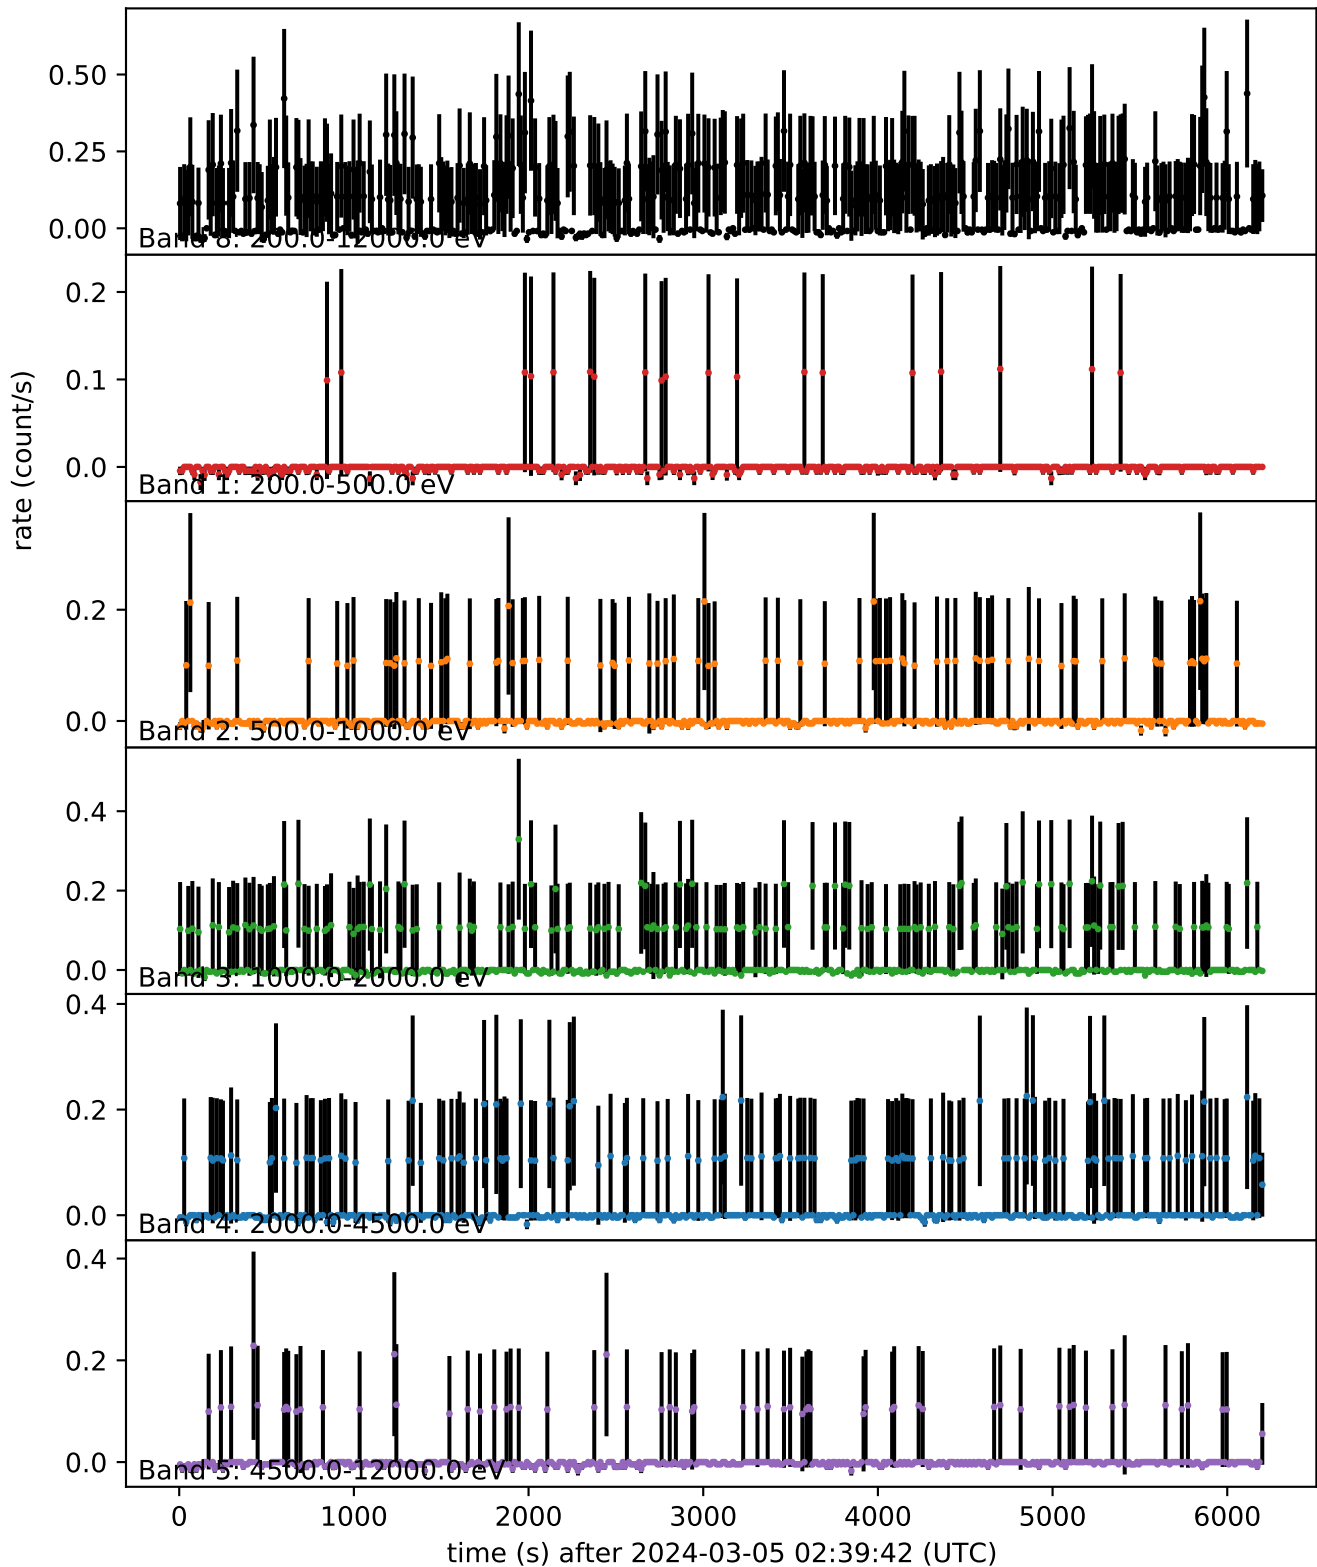 0.50
0.25
0.00
Band 8: 200.0-12000.0 eV
0.2
0.1
0.0
Band 1: 200.0-500.0 eV
rate (count/s)
0.2
0.0
Band 2: 500.0-1000.0 eV
0.4
0.2
0.0
Band 3: 1000.0-2000.0 eV
0.4
0.2
0.0
Band 4: 2000.0-4500.0 eV
0.4
0.2
0.0
Band 5: 4500.0-12000.0 eV
0 1000 2000 3000 4000 5000 6000
time (s) after 2024-03-05 02:39:42 (UTC)